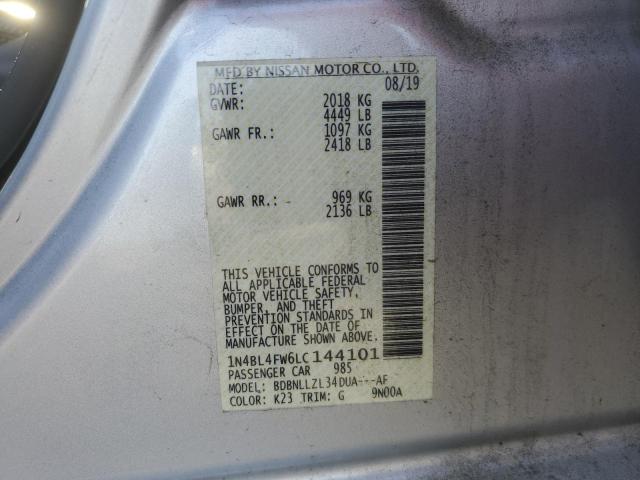 MFD BY NISSAN MOTOR CO., LTD.
DATE: 08/19
GVWR: 2018 KG
4449 LB
GAWR FR.: 1097 KG
2418 LB
GAWR RR.: 969 KG
2136 LB
THIS VEHICLE CONFORMS TO
ALL APPLICABLE FEDERAL
MOTOR VEHICLE SAFETY,
BUMPER, AND THEFT
PREVENTION STANDARDS IN
EFFECT ON THE DATE OF
MANUFACTURE SHOWN ABOVE.
1N4BL4FW6LC144101
PASSENGER CAR 985
MODEL: BDBNLLZL34DUA---AF
COLOR: K23 TRIM: G 9N00A